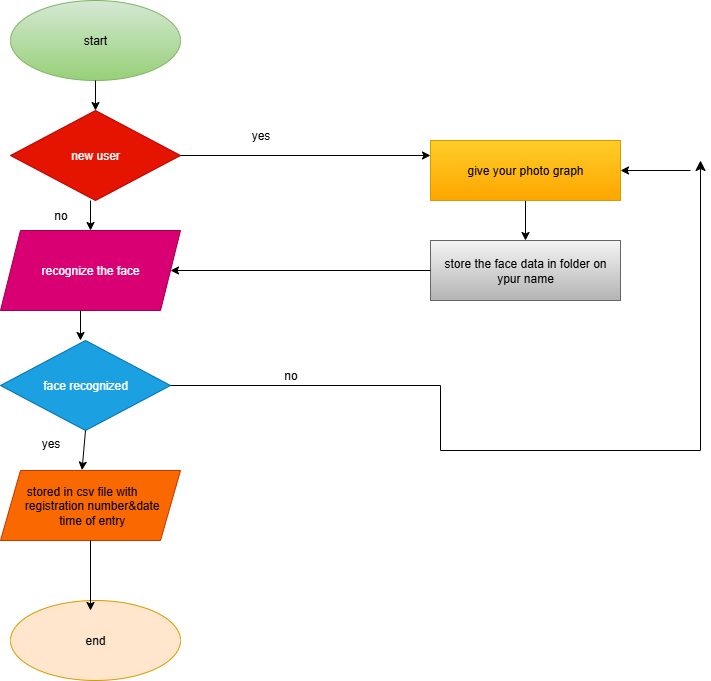 start
new user
yes
give your photo graph
no
recognize the face
store the face data in folder on
ypur name
face recognized
no
yes
stored in csv file with
registration number&date
time of entry
end